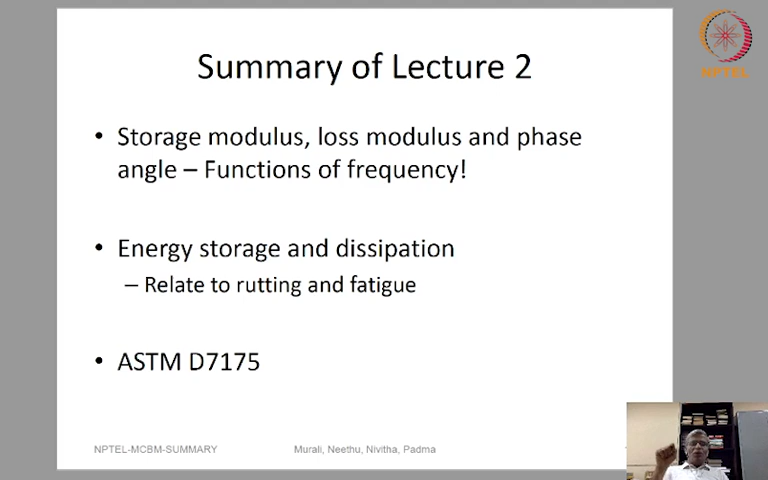 NPTEL
Summary of Lecture 2
• Storage modulus, loss modulus and phase
angle – Functions of frequency!
• Energy storage and dissipation
– Relate to rutting and fatigue
• ASTM D7175
NPTEL-MCBM-SUMMARY
Murali, Neethu, Nivitha, Padma